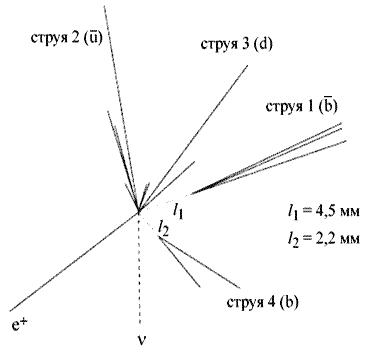 струя 2 (u̅)
струя 3 (d)
струя 1 (b̅)
l₁
l₁ = 4,5 мм
l₂
l₂ = 2,2 мм
струя 4 (b)
e⁺
ν